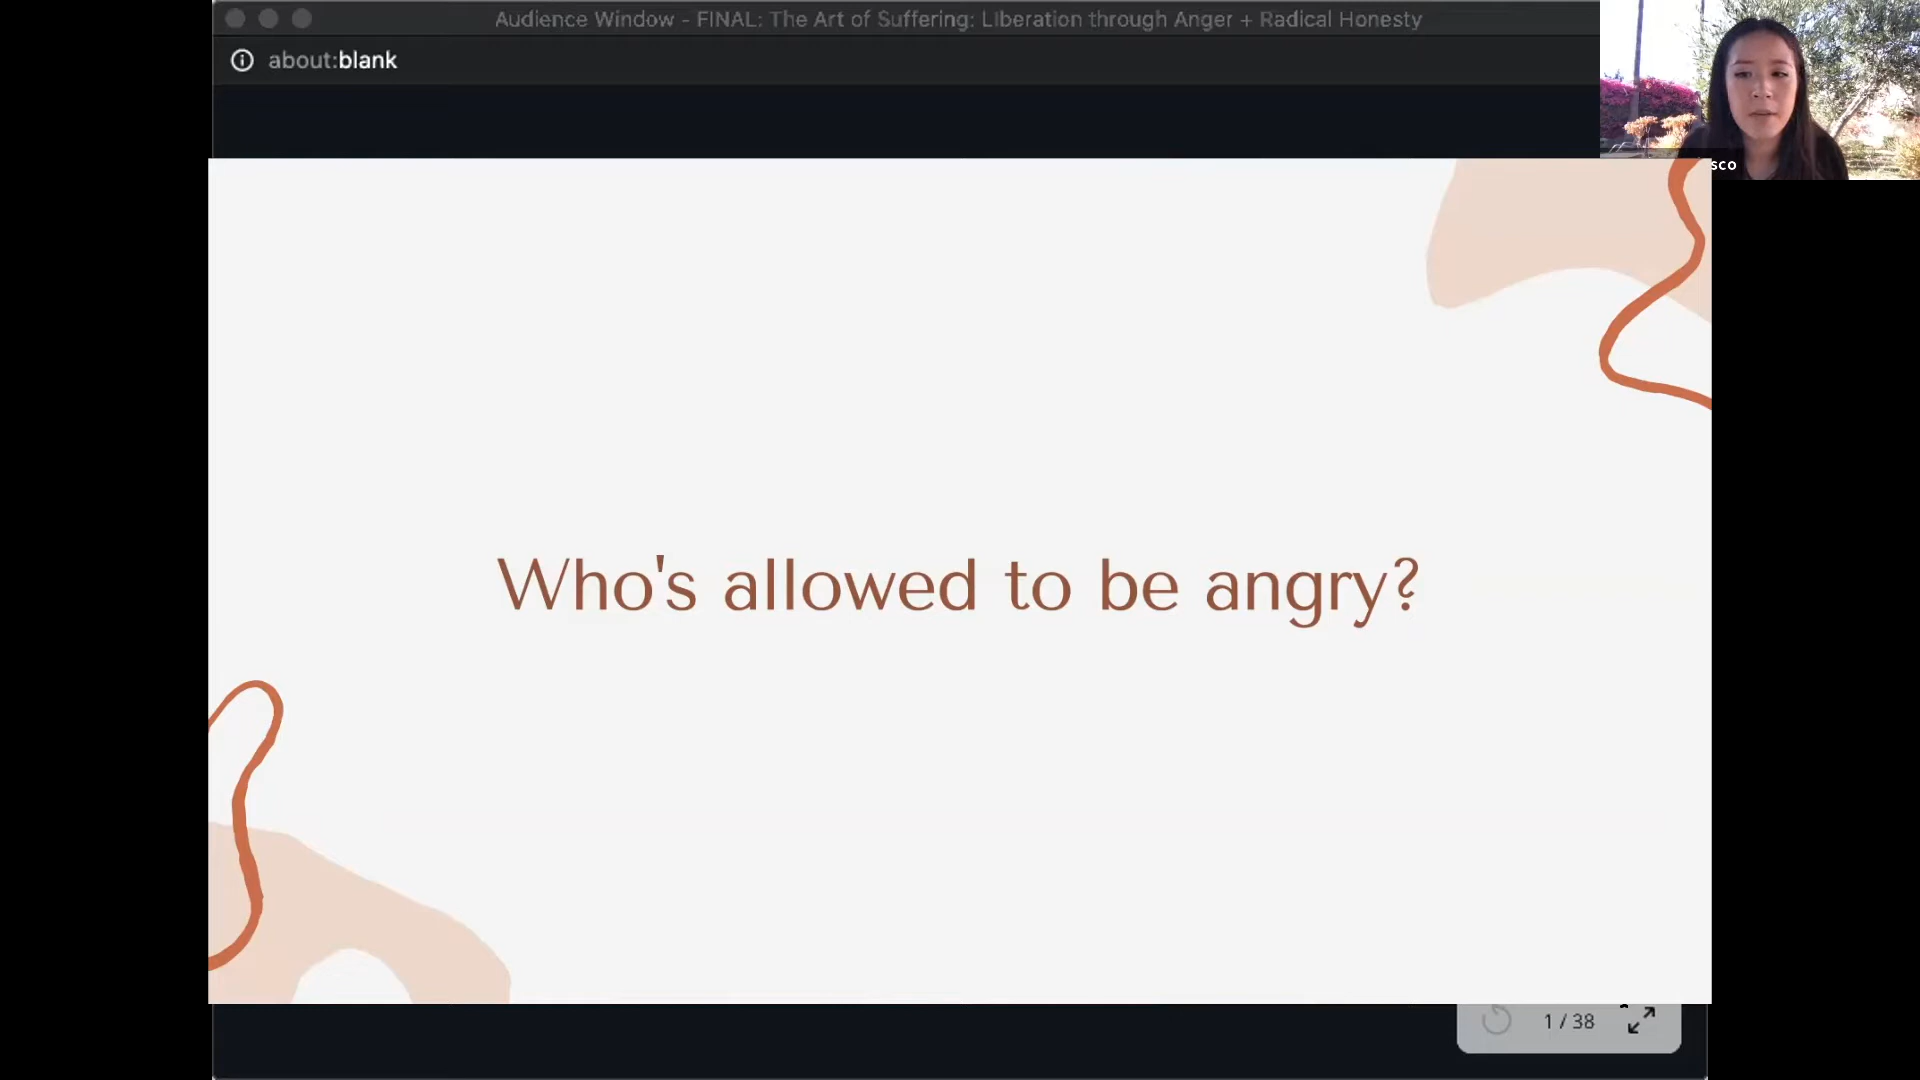 Audience Window - FINAL: The Art of Suffering: LIberation through Anger + Radical Honesty
about:blank
sco
Who's allowed to be angry?
1 / 38